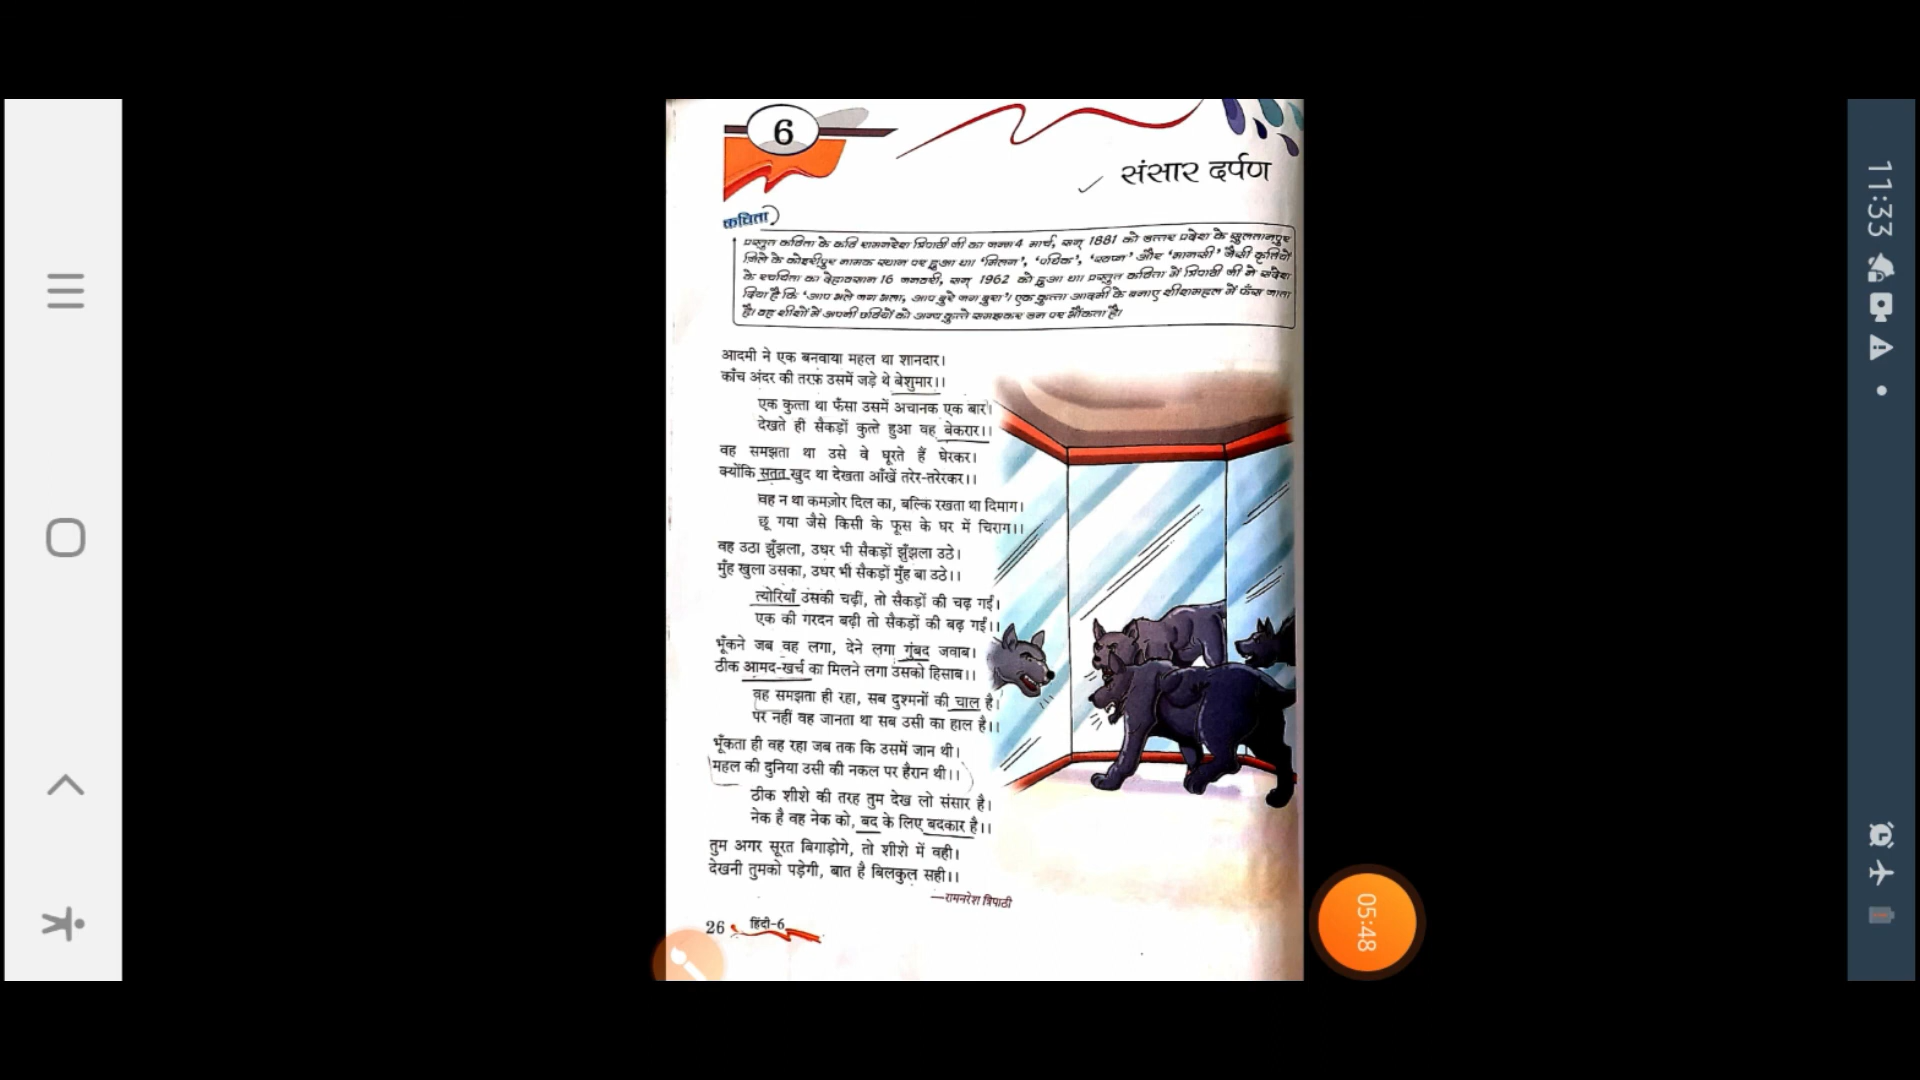 6
संसार दर्पण
कविता
प्रस्तुत कविता के कवि रामनरेश त्रिपाठी जी का जन्म 4 मार्च, सन् 1881 को उत्तर प्रदेश के सुलतानपुर
ज़िले के कोइरीपुर नामक स्थान पर हुआ था। 'मिलन', 'पथिक', 'स्वप्न' और 'मानसी' जैसी कृतियों
के रचयिता का देहावसान 16 जनवरी, सन् 1962 को हुआ था। प्रस्तुत कविता में त्रिपाठी जी ने संदेश
दिया है कि 'आप भले जग भला, आप बुरे जग बुरा'। एक कुत्ता आदमी के बनाए शीशमहल में फँस जाता
है। वह शीशों में अपनी छवियों को अन्य कुत्ते समझकर उन पर भौंकता है।
आदमी ने एक बनवाया महल था शानदार।
काँच अंदर की तरफ़ उसमें जड़े थे बेशुमार।।
एक कुत्ता था फँसा उसमें अचानक एक बार।
देखते ही सैकड़ों कुत्ते हुआ वह बेकरार।।
वह समझता था उसे वे घूरते हैं घेरकर।
क्योंकि सतत खुद था देखता आँखें तरेर-तरेरकर।।
वह न था कमज़ोर दिल का, बल्कि रखता था दिमाग।
छू गया जैसे किसी के फूस के घर में चिराग।।
वह उठा झुँझला, उधर भी सैकड़ों झुँझला उठे।
मुँह खुला उसका, उधर भी सैकड़ों मुँह बा उठे।।
त्योरियाँ उसकी चढ़ीं, तो सैकड़ों की चढ़ गईं।
एक की गरदन बढ़ी तो सैकड़ों की बढ़ गईं।।
भूँकने जब वह लगा, देने लगा गुंबद जवाब।
ठीक आमद-खर्च का मिलने लगा उसको हिसाब।।
वह समझता ही रहा, सब दुश्मनों की चाल है।
पर नहीं वह जानता था सब उसी का हाल है।।
भूँकता ही वह रहा जब तक कि उसमें जान थी।
महल की दुनिया उसी की नकल पर हैरान थी।।
ठीक शीशे की तरह तुम देख लो संसार है।
नेक है वह नेक को, बद के लिए बदकार है।।
तुम अगर सूरत बिगाड़ोगे, तो शीशे में वही।
देखनी तुमको पड़ेगी, बात है बिलकुल सही।।
—रामनरेश त्रिपाठी
26 हिंदी-6
11:33
05:48